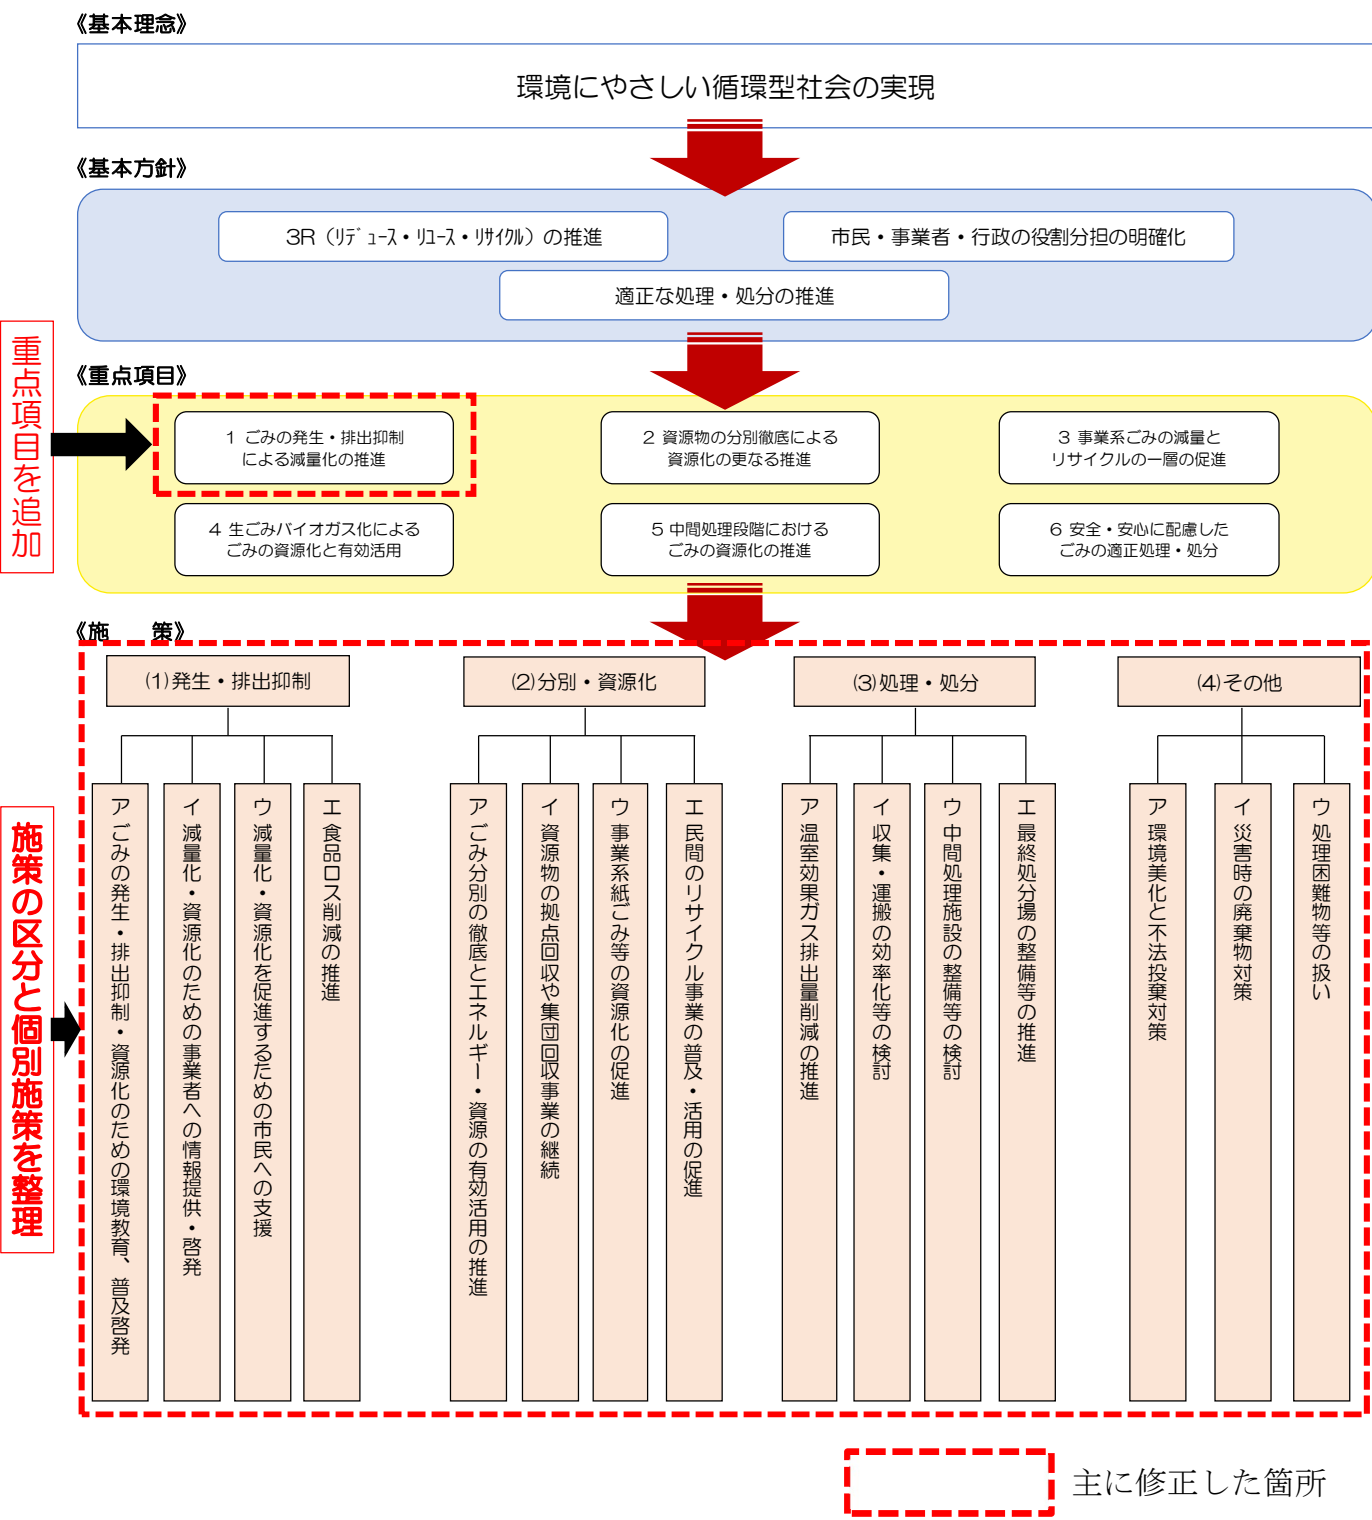 《基本理念》
環境にやさしい循環型社会の実現
《基本方針》
3R（ﾘﾃﾞｭｰｽ・ﾘﾕｰｽ・ﾘｻｲｸﾙ）の推進
市民・事業者・行政の役割分担の明確化
適正な処理・処分の推進
重点項目を追加
《重点項目》
1 ごみの発生・排出抑制
による減量化の推進
2 資源物の分別徹底による
資源化の更なる推進
3 事業系ごみの減量と
リサイクルの一層の促進
4 生ごみバイオガス化による
ごみの資源化と有効活用
5 中間処理段階における
ごみの資源化の推進
6 安全・安心に配慮した
ごみの適正処理・処分
《施　策》
施策の区分と個別施策を整理
(1)発生・排出抑制
ア ごみの発生・排出抑制・資源化のための環境教育、普及啓発
イ 減量化・資源化のための事業者への情報提供・啓発
ウ 減量化・資源化を促進するための市民への支援
エ 食品ロス削減の推進
(2)分別・資源化
ア ごみ分別の徹底とエネルギー・資源の有効活用の推進
イ 資源物の拠点回収や集団回収事業の継続
ウ 事業系紙ごみ等の資源化の促進
エ 民間のリサイクル事業の普及・活用の促進
(3)処理・処分
ア 温室効果ガス排出量削減の推進
イ 収集・運搬の効率化等の検討
ウ 中間処理施設の整備等の検討
エ 最終処分場の整備等の推進
(4)その他
ア 環境美化と不法投棄対策
イ 災害時の廃棄物対策
ウ 処理困難物等の扱い
主に修正した箇所